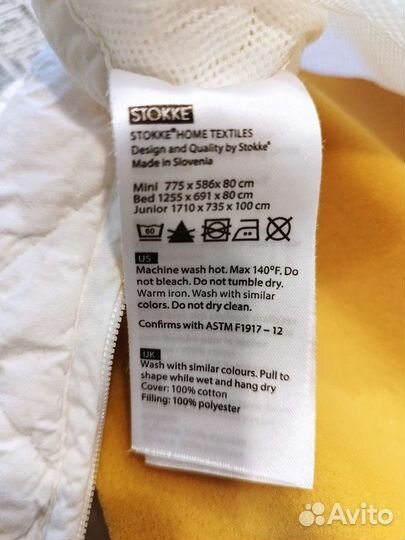 STOKKE
STOKKE® HOME TEXTILES
Design and Quality by Stokke®
Made in Slovenia
Mini 775 x 586 x 80 cm
Bed 1255 x 691 x 80 cm
Junior 1710 x 735 x 100 cm
60
US
Machine wash hot. Max 140°F. Do
not bleach. Do not tumble dry.
Warm iron. Wash with similar
colors. Do not dry clean.
Confirms with ASTM F1917 – 12
UK
Wash with similar colours. Pull to
shape while wet and hang dry
Cover: 100% cotton
Filling: 100% polyester
Avito